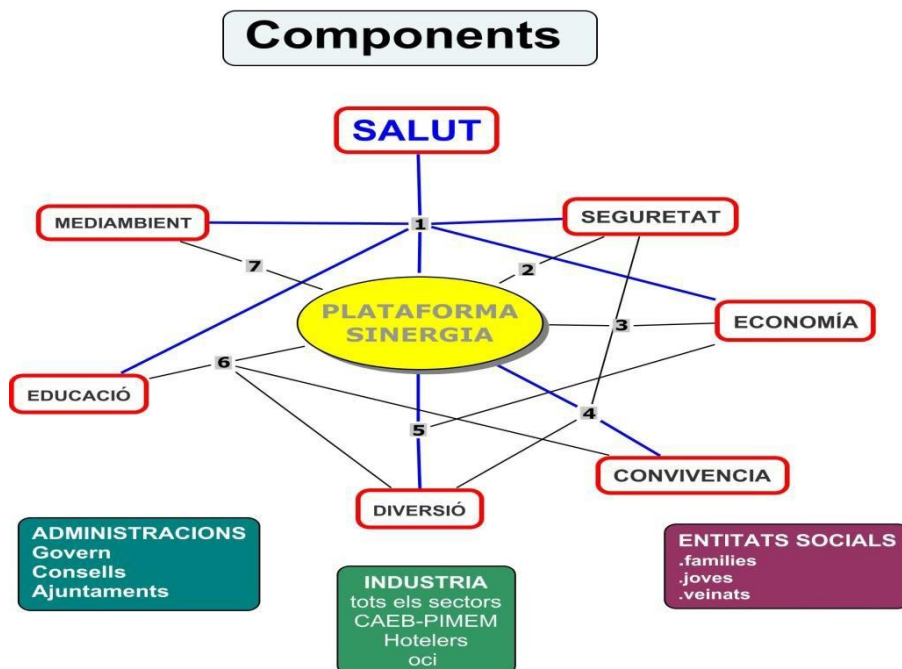 Components
SALUT
MEDIAMBIENT
SEGURETAT
1
7
2
PLATAFORMA
SINERGIA
3
ECONOMÍA
6
EDUCACIÓ
4
5
CONVIVENCIA
DIVERSIÓ
ADMINISTRACIONS
Govern
Consells
Ajuntaments
INDUSTRIA
tots els sectors
CAEB-PIMEM
Hotelers
oci
ENTITATS SOCIALS
.families
.joves
.veinats